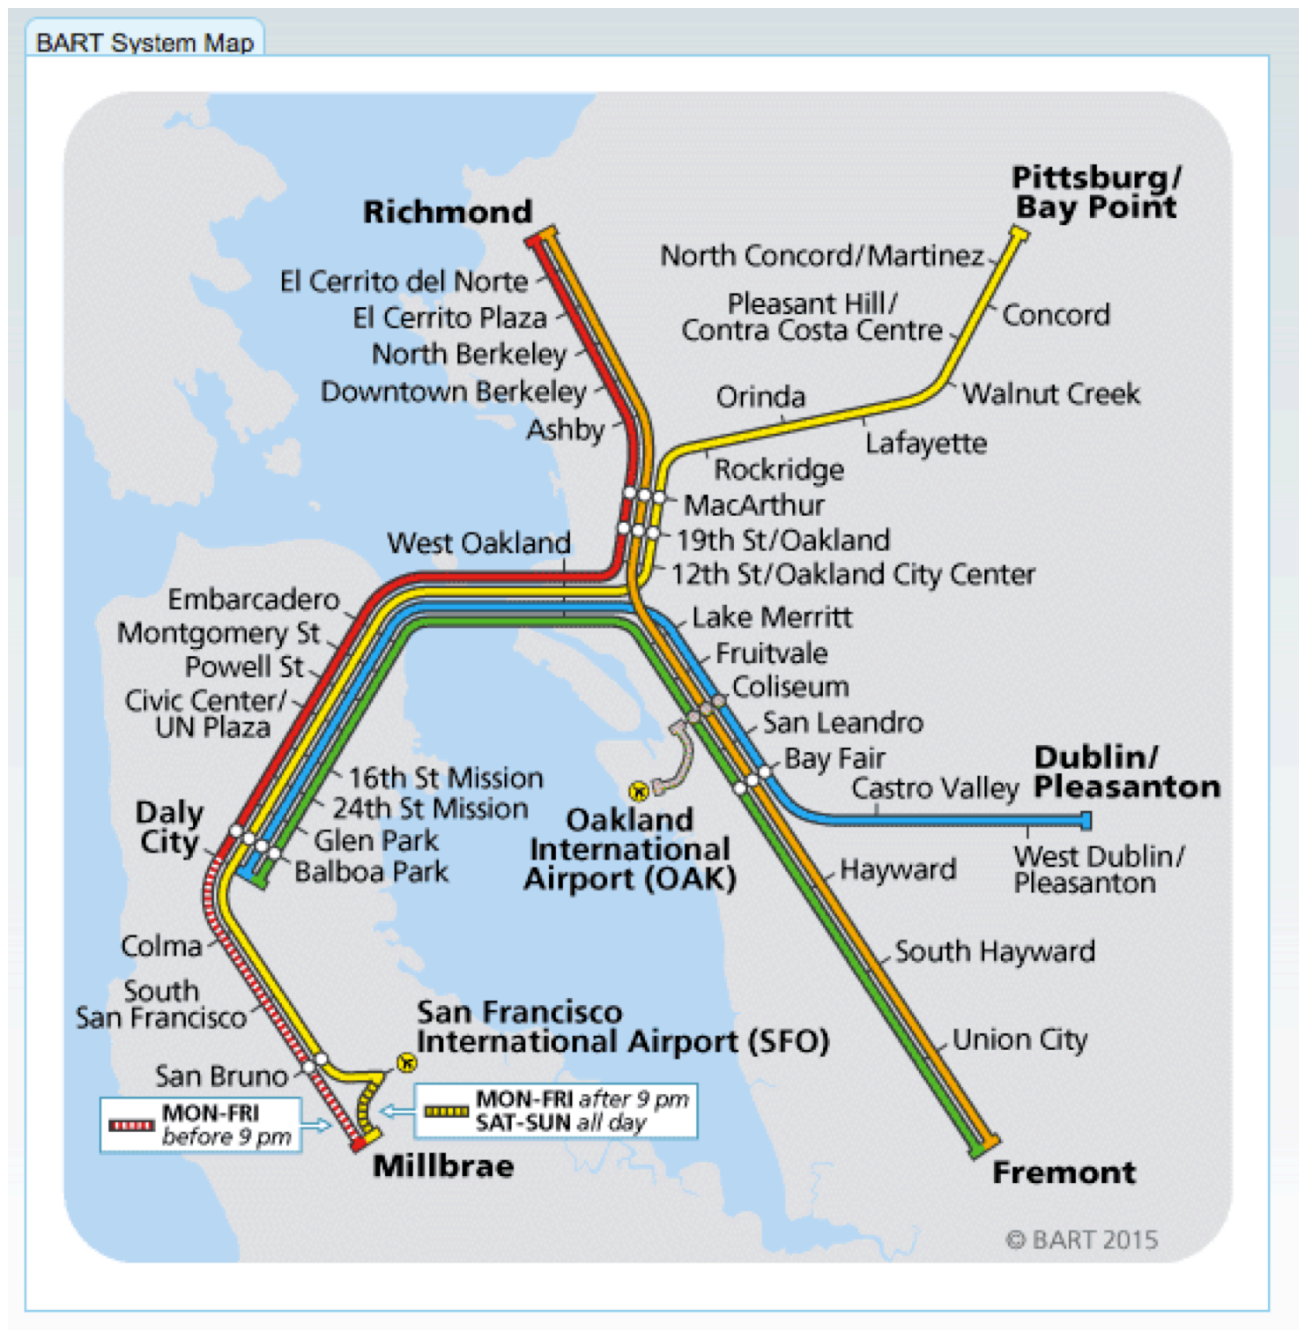 BART System Map
Pittsburg/
Bay Point
Richmond
North Concord/Martinez
El Cerrito del Norte
Pleasant Hill/
Contra Costa Centre
Concord
El Cerrito Plaza
North Berkeley
Downtown Berkeley
Orinda
Walnut Creek
Ashby
Lafayette
Rockridge
MacArthur
West Oakland
19th St/Oakland
12th St/Oakland City Center
Embarcadero
Lake Merritt
Montgomery St
Fruitvale
Powell St
Coliseum
Civic Center/
UN Plaza
San Leandro
Bay Fair
Dublin/
Pleasanton
16th St Mission
Castro Valley
24th St Mission
Daly
City
Oakland
International
Airport (OAK)
Glen Park
Balboa Park
West Dublin/
Pleasanton
Hayward
Colma
South Hayward
South
San Francisco
San Francisco
International Airport (SFO)
Union City
San Bruno
MON-FRI
before 9 pm
MON-FRI after 9 pm
SAT-SUN all day
Millbrae
Fremont
© BART 2015